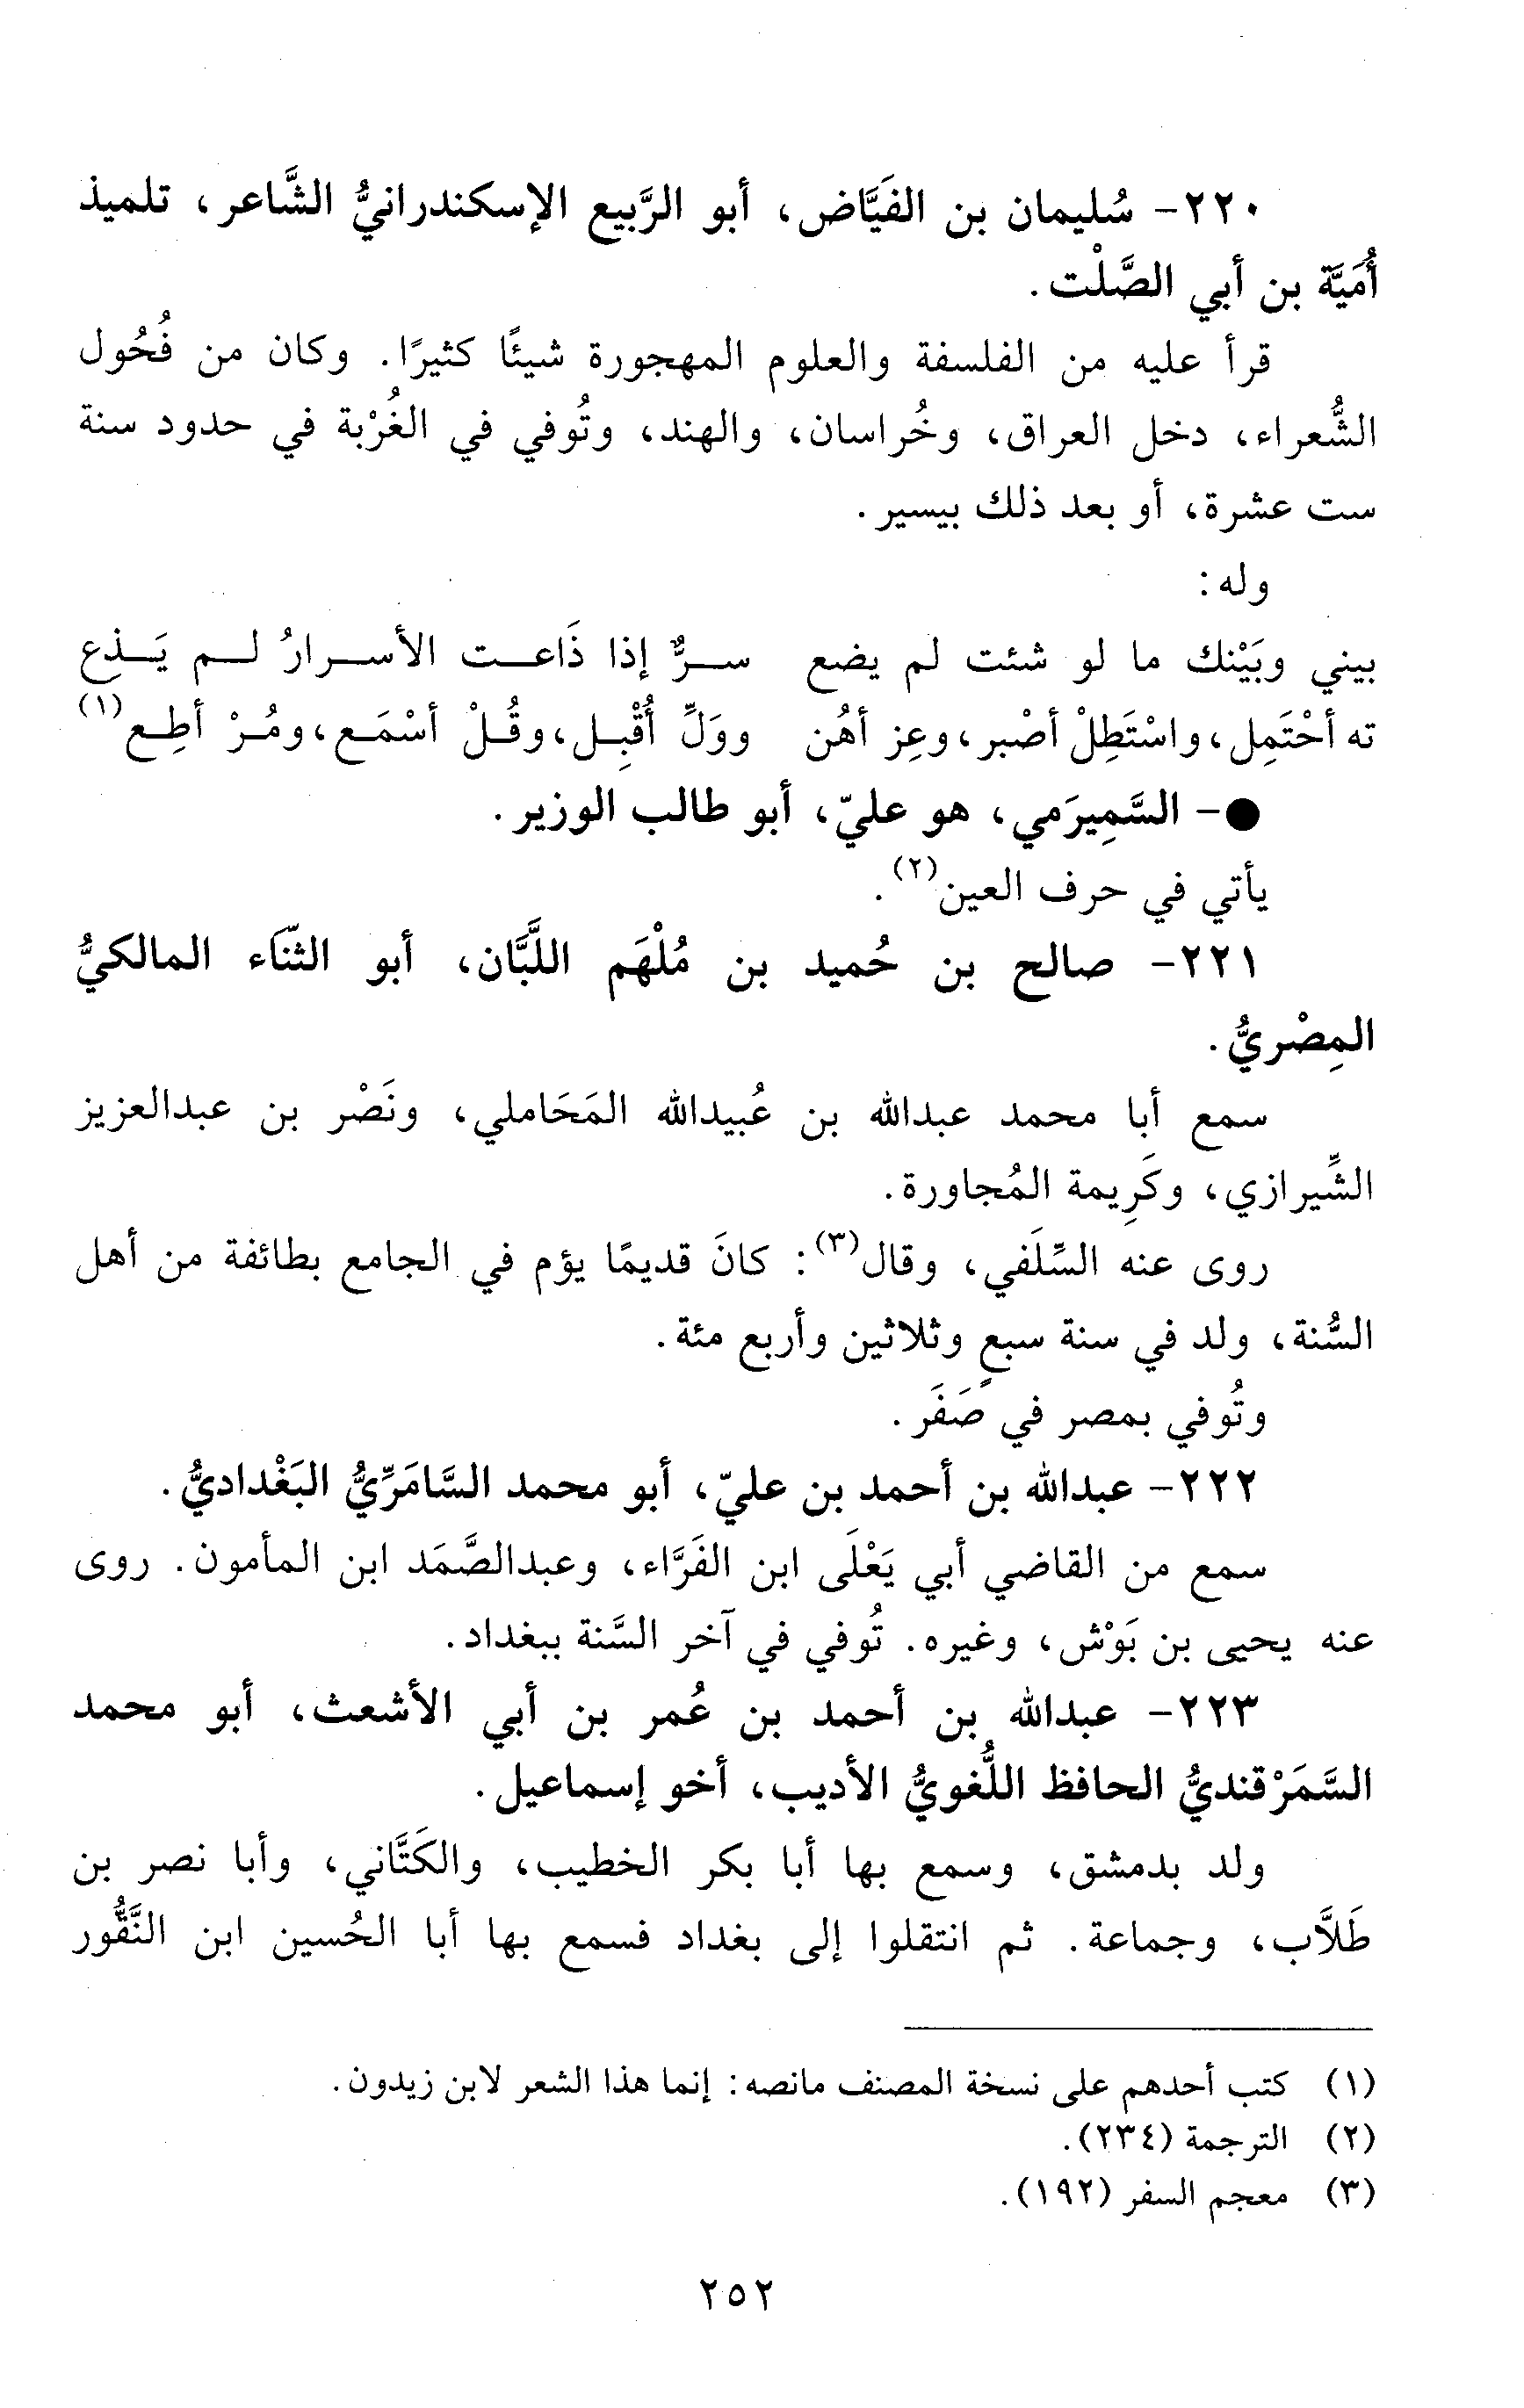 ٢٢٠- سُليمان بن الفَيَّاض، أبو الرَّبيع الإسكندرانيُّ الشَّاعر، تلميذ
أُمَيَّة بن أبي الصَّلْت.
قرأ عليه من الفلسفة والعلوم المهجورة شيئًا كثيرًا. وكان من فُحُول
الشُّعراء، دخل العراق، وخُراسان، والهند، وتُوفي في الغُرْبة في حدود سنة
ست عشرة، أو بعد ذلك بيسير.
وله:
بيني وبَيْنك ما لو شئت لم يضع سـرٌّ إذا ذَاعـت الأسـرارُ لـم يَـذع
ته أحْتَمِل، واسْتَطِلْ أصْبر، وعِز أهُن وولِّ أُقْبِل، وقُلْ أسْمَع، ومُرْ أطِع(١)
●- السَّمِيرَمي، هو عليّ، أبو طالب الوزير.
يأتي في حرف العين(٢).
٢٢١- صالح بن حُميد بن مُلْهَم اللَّبَّان، أبو الثّنَاء المالكيُّ
المِصْريُّ.
سمع أبا محمد عبدالله بن عُبيدالله المَحَاملي، ونَصْر بن عبدالعزيز
الشِّيرازي، وكَرِيمة المُجاورة.
روى عنه السِّلَفي، وقال(٣): كانَ قديمًا يؤم في الجامع بطائفة من أهل
السُّنة، ولد في سنة سبعٍ وثلاثين وأربع مئة.
وتُوفي بمصر في صَفَر.
٢٢٢- عبدالله بن أحمد بن عليّ، أبو محمد السَّامَرِّيُّ البَغْداديُّ.
سمع من القاضي أبي يَعْلَى ابن الفَرَّاء، وعبدالصَّمَد ابن المأمون. روى
عنه يحيى بن بَوْش، وغيره. تُوفي في آخر السَّنة ببغداد.
٢٢٣- عبدالله بن أحمد بن عُمر بن أبي الأشعث، أبو محمد
السَّمَرْقنديُّ الحافظ اللُّغويُّ الأديب، أخو إسماعيل.
ولد بدمشق، وسمع بها أبا بكر الخطيب، والكَتَّاني، وأبا نصر بن
طَلاَّب، وجماعة. ثم انتقلوا إلى بغداد فسمع بها أبا الحُسين ابن النَّقُّور
(١) كتب أحدهم على نسخة المصنف مانصه: إنما هذا الشعر لابن زيدون.
(٢) الترجمة (٢٣٤).
(٣) معجم السفر (١٩٢).
٢٥٢